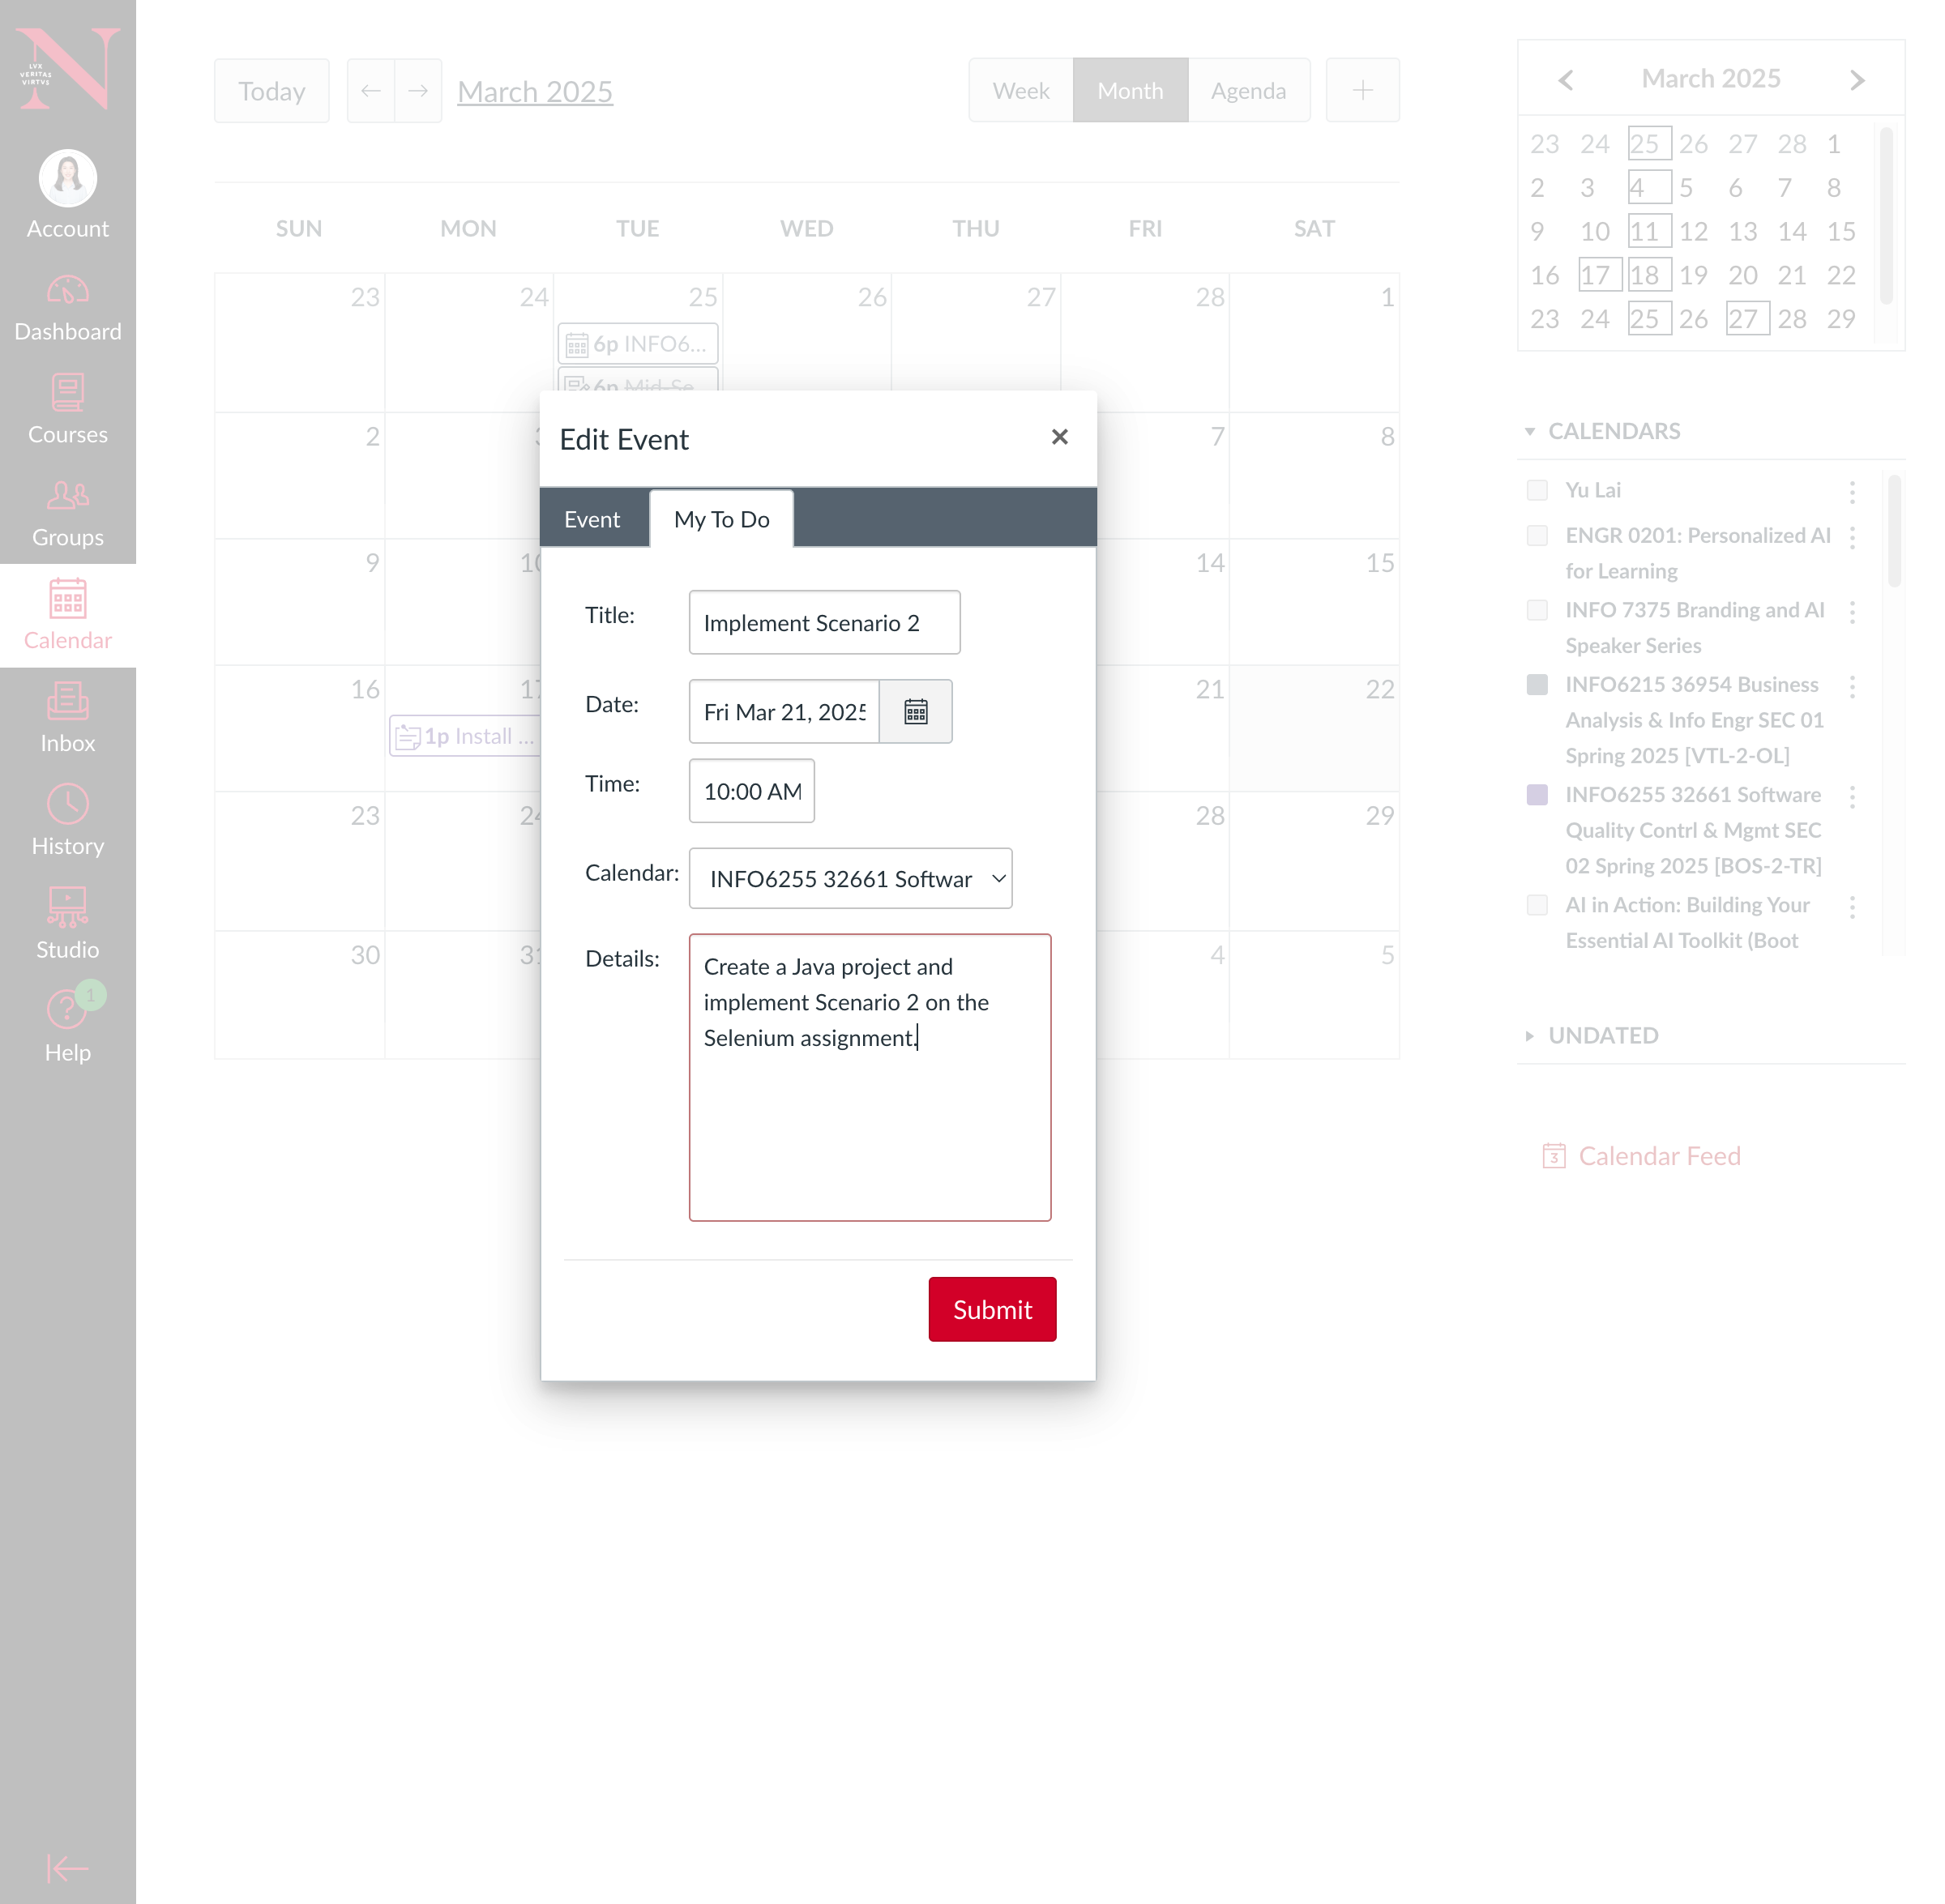 LVX
VERITAS
VIRTVS
Account
Dashboard
Courses
Groups
Calendar
Inbox
History
Studio
1
Help
Today
March 2025
Week
Month
Agenda
SUN MON TUE WED THU FRI SAT
23 24 25 26 27 28 1
6p INFO6...
6p Mid-Se
2 7 8
9 10 14 15
16 17 21 22
1p Install ...
23 24 28 29
30 31 4 5
Edit Event
Event
My To Do
Title:
Implement Scenario 2
Date:
Fri Mar 21, 2025
Time:
10:00 AM
Calendar:
INFO6255 32661 Softwar
Details:
Create a Java project and
implement Scenario 2 on the
Selenium assignment.
Submit
March 2025
23 24 25 26 27 28 1
2 3 4 5 6 7 8
9 10 11 12 13 14 15
16 17 18 19 20 21 22
23 24 25 26 27 28 29
CALENDARS
Yu Lai
ENGR 0201: Personalized AI
for Learning
INFO 7375 Branding and AI
Speaker Series
INFO6215 36954 Business
Analysis & Info Engr SEC 01
Spring 2025 [VTL-2-OL]
INFO6255 32661 Software
Quality Contrl & Mgmt SEC
02 Spring 2025 [BOS-2-TR]
AI in Action: Building Your
Essential AI Toolkit (Boot
UNDATED
3
Calendar Feed